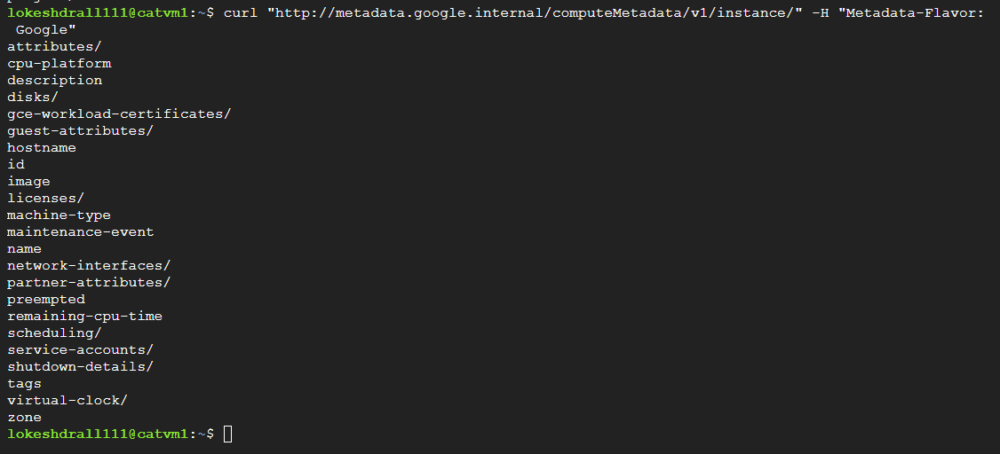 lokeshdrall111@catvm1:~$ curl "http://metadata.google.internal/computeMetadata/v1/instance/" -H "Metadata-Flavor:
 Google"
attributes/
cpu-platform
description
disks/
gce-workload-certificates/
guest-attributes/
hostname
id
image
licenses/
machine-type
maintenance-event
name
network-interfaces/
partner-attributes/
preempted
remaining-cpu-time
scheduling/
service-accounts/
shutdown-details/
tags
virtual-clock/
zone
lokeshdrall111@catvm1:~$